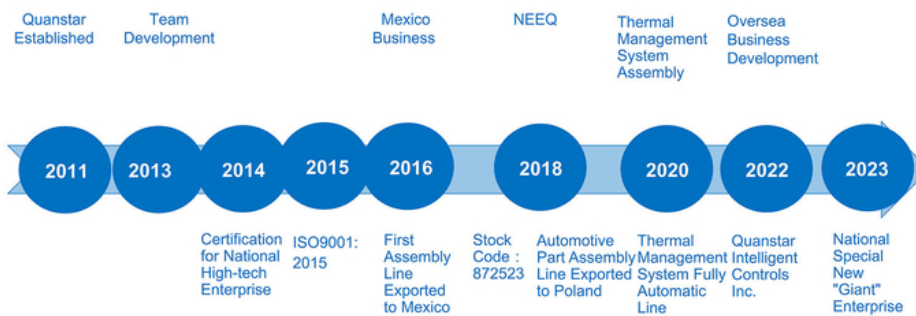 Quanstar
Established
Team
Development
Mexico
Business
NEEQ
Thermal
Management
System
Assembly
Oversea
Business
Development
2011
2013
2014
2015
2016
2018
2020
2022
2023
Certification
for National
High-tech
Enterprise
ISO9001:
2015
First
Assembly
Line
Exported
to Mexico
Stock
Code :
872523
Automotive
Part Assembly
Line Exported
to Poland
Thermal
Management
System Fully
Automatic
Line
Quanstar
Intelligent
Controls
Inc.
National
Special
New
"Giant"
Enterprise